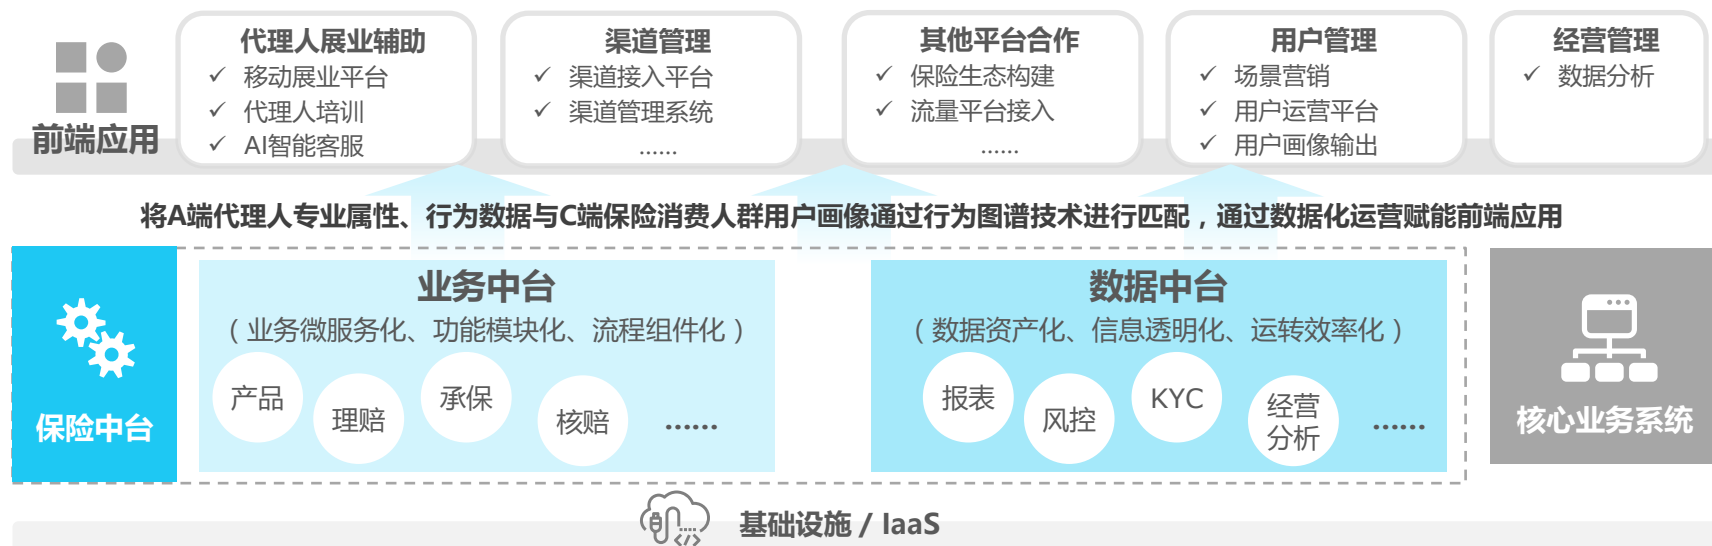 前端应用
代理人展业辅助
✓ 移动展业平台
✓ 代理人培训
✓ AI智能客服
渠道管理
✓ 渠道接入平台
✓ 渠道管理系统
......
其他平台合作
✓ 保险生态构建
✓ 流量平台接入
......
用户管理
✓ 场景营销
✓ 用户运营平台
✓ 用户画像输出
经营管理
✓ 数据分析
将A端代理人专业属性、行为数据与C端保险消费人群用户画像通过行为图谱技术进行匹配，通过数据化运营赋能前端应用
保险中台
业务中台
（业务微服务化、功能模块化、流程组件化）
产品
理赔
承保
核赔
......
数据中台
（数据资产化、信息透明化、运转效率化）
报表
风控
KYC
经营
分析
......
核心业务系统
基础设施 / IaaS